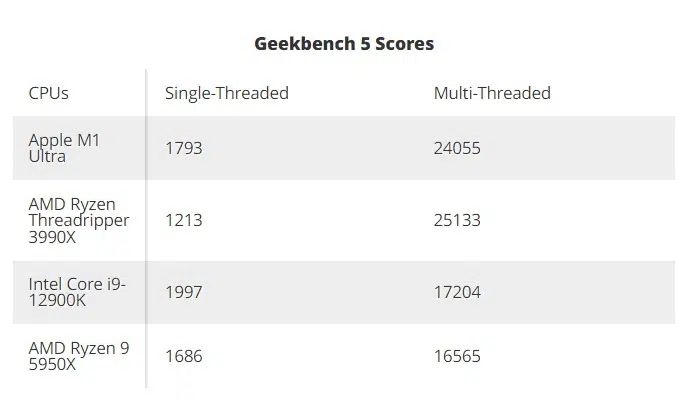 Geekbench 5 Scores
CPUs Single-Threaded Multi-Threaded
Apple M1
Ultra 1793 24055
AMD Ryzen
Threadripper
3990X 1213 25133
Intel Core i9-
12900K 1997 17204
AMD Ryzen 9
5950X 1686 16565